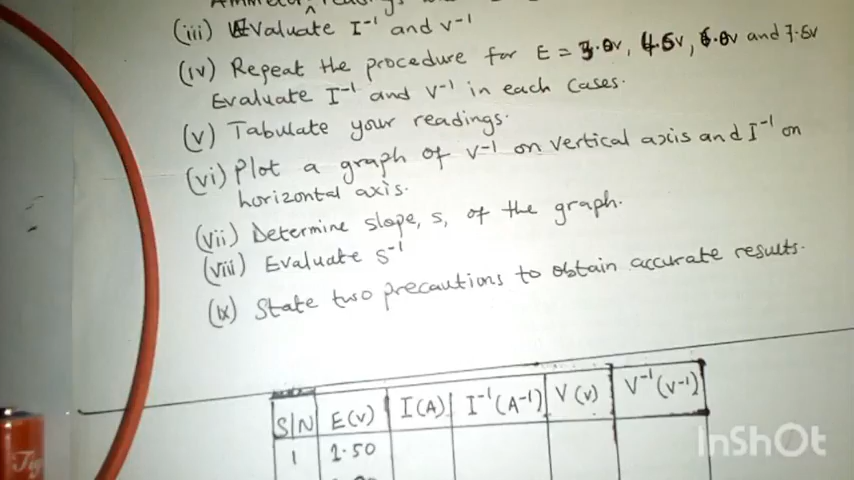 Ammeter readings
(iii) Evaluate I⁻¹ and V⁻¹
(iv) Repeat the procedure for E = 3.0v, 4.5v, 6.0v and 7.5v
Evaluate I⁻¹ and V⁻¹ in each cases.
(v) Tabulate your readings.
(vi) Plot a graph of V⁻¹ on vertical axis and I⁻¹ on
horizontal axis.
(vii) Determine slope, s, of the graph.
(viii) Evaluate s⁻¹
(ix) State two precautions to obtain accurate results.
S/N E(v) I(A) I⁻¹(A⁻¹) V(v) V⁻¹(v⁻¹)
1 1.50
Tig
InShOt